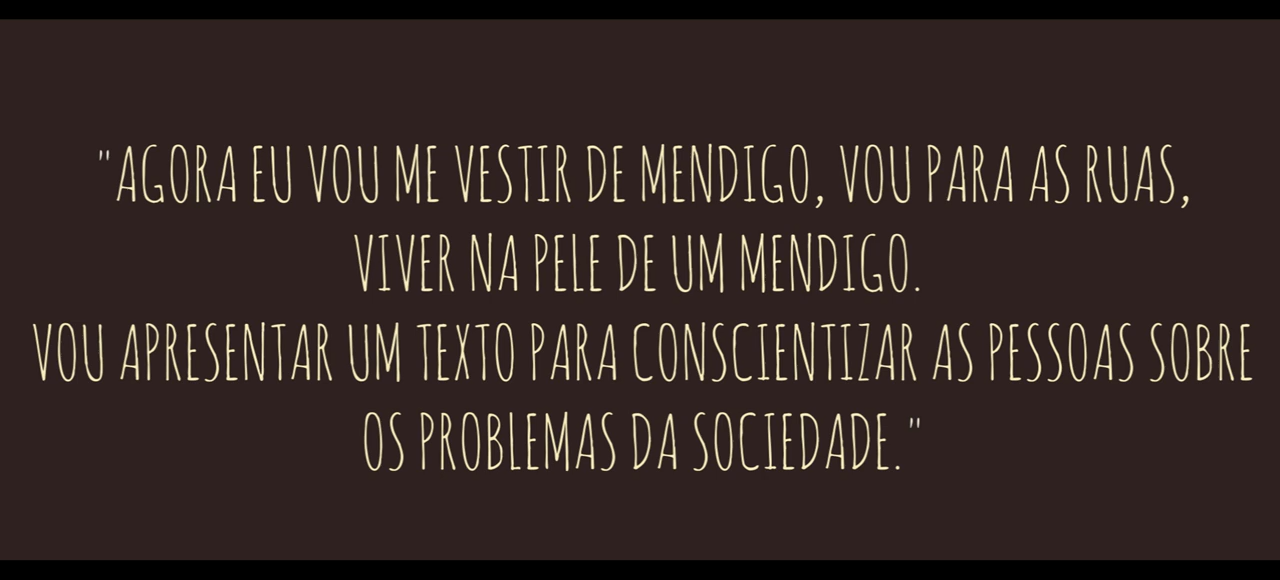 "AGORA EU VOU ME VESTIR DE MENDIGO, VOU PARA AS RUAS,
VIVER NA PELE DE UM MENDIGO.
VOU APRESENTAR UM TEXTO PARA CONSCIENTIZAR AS PESSOAS SOBRE
OS PROBLEMAS DA SOCIEDADE."